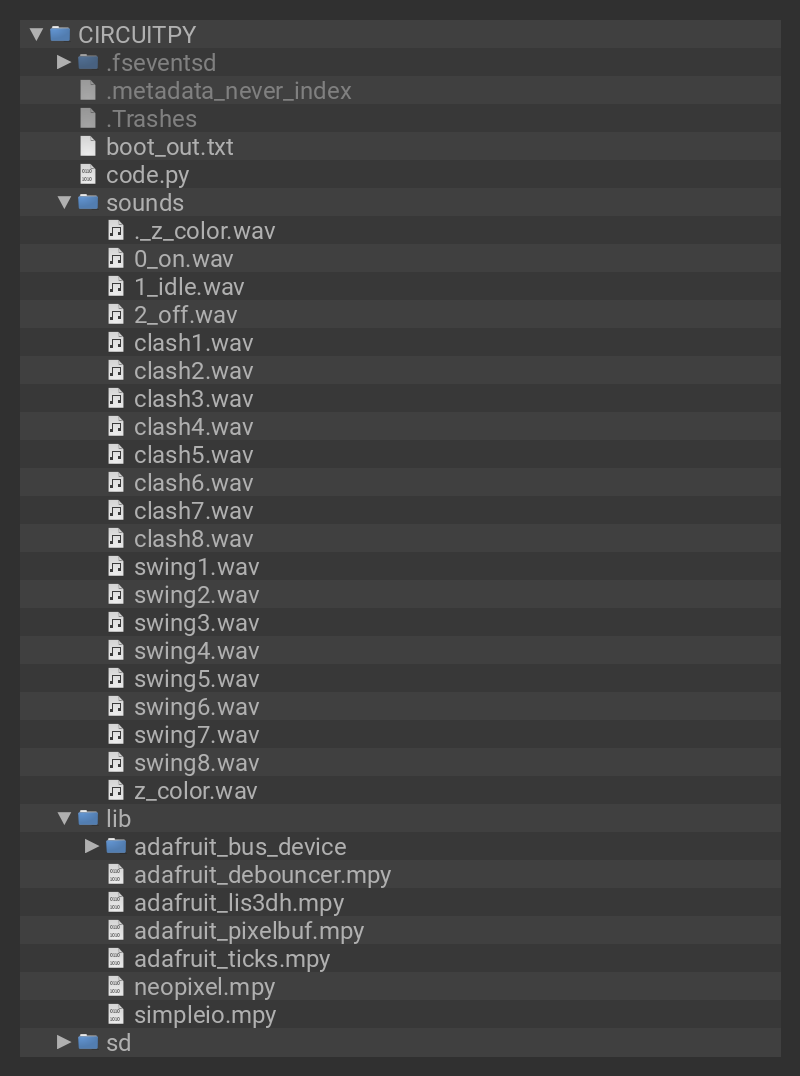 CIRCUITPY
.fseventsd
.metadata_never_index
.Trashes
boot_out.txt
code.py
sounds
._z_color.wav
0_on.wav
1_idle.wav
2_off.wav
clash1.wav
clash2.wav
clash3.wav
clash4.wav
clash5.wav
clash6.wav
clash7.wav
clash8.wav
swing1.wav
swing2.wav
swing3.wav
swing4.wav
swing5.wav
swing6.wav
swing7.wav
swing8.wav
z_color.wav
lib
adafruit_bus_device
adafruit_debouncer.mpy
adafruit_lis3dh.mpy
adafruit_pixelbuf.mpy
adafruit_ticks.mpy
neopixel.mpy
simpleio.mpy
sd